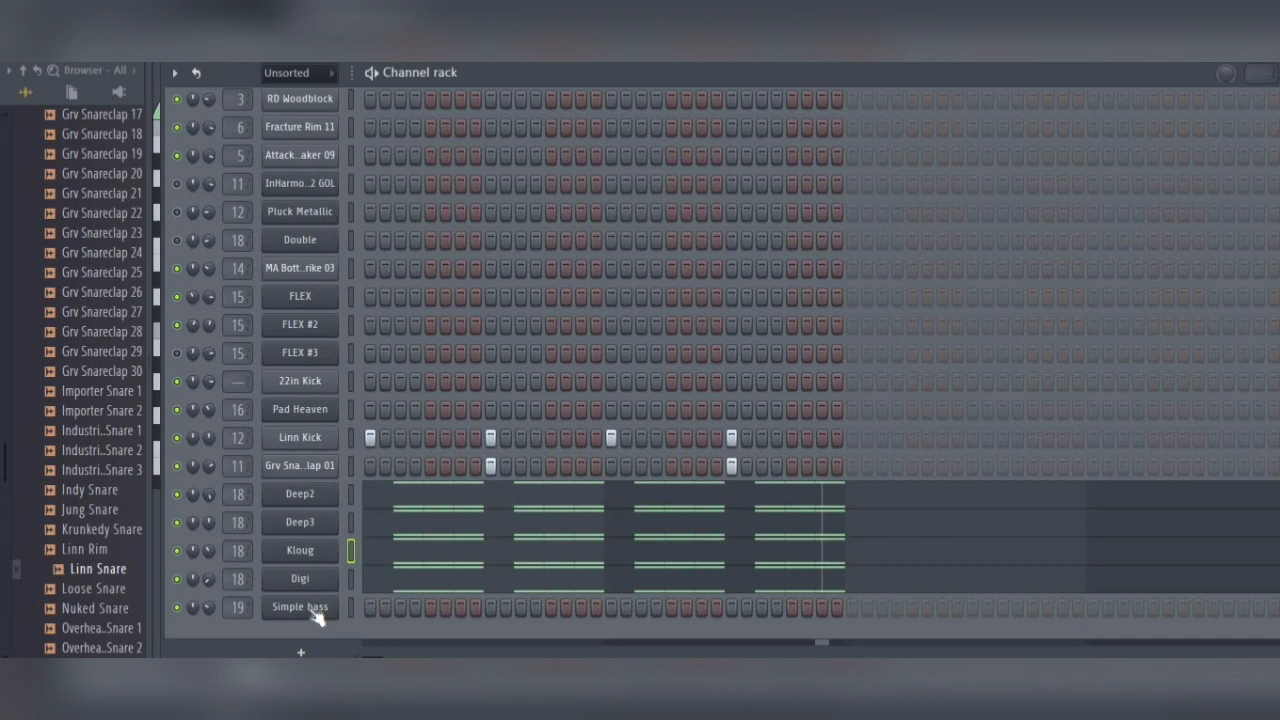 Browser - All
Unsorted
Channel rack
Grv Snareclap 17
Grv Snareclap 18
Grv Snareclap 19
Grv Snareclap 20
Grv Snareclap 21
Grv Snareclap 22
Grv Snareclap 23
Grv Snareclap 24
Grv Snareclap 25
Grv Snareclap 26
Grv Snareclap 27
Grv Snareclap 28
Grv Snareclap 29
Grv Snareclap 30
Importer Snare 1
Importer Snare 2
Industri..Snare 1
Industri..Snare 2
Industri..Snare 3
Indy Snare
Jung Snare
Krunkedy Snare
Linn Rim
Linn Snare
Loose Snare
Nuked Snare
Overhea..Snare 1
Overhea..Snare 2
3 RD Woodblock
6 Fracture Rim 11
5 Attack..aker 09
11 InHarmo..2 GOL
12 Pluck Metallic
18 Double
14 MA Bott..rike 03
15 FLEX
15 FLEX #2
15 FLEX #3
--- 22in Kick
16 Pad Heaven
12 Linn Kick
11 Grv Sna..lap 01
18 Deep2
18 Deep3
18 Kloug
18 Digi
19 Simple bass
+